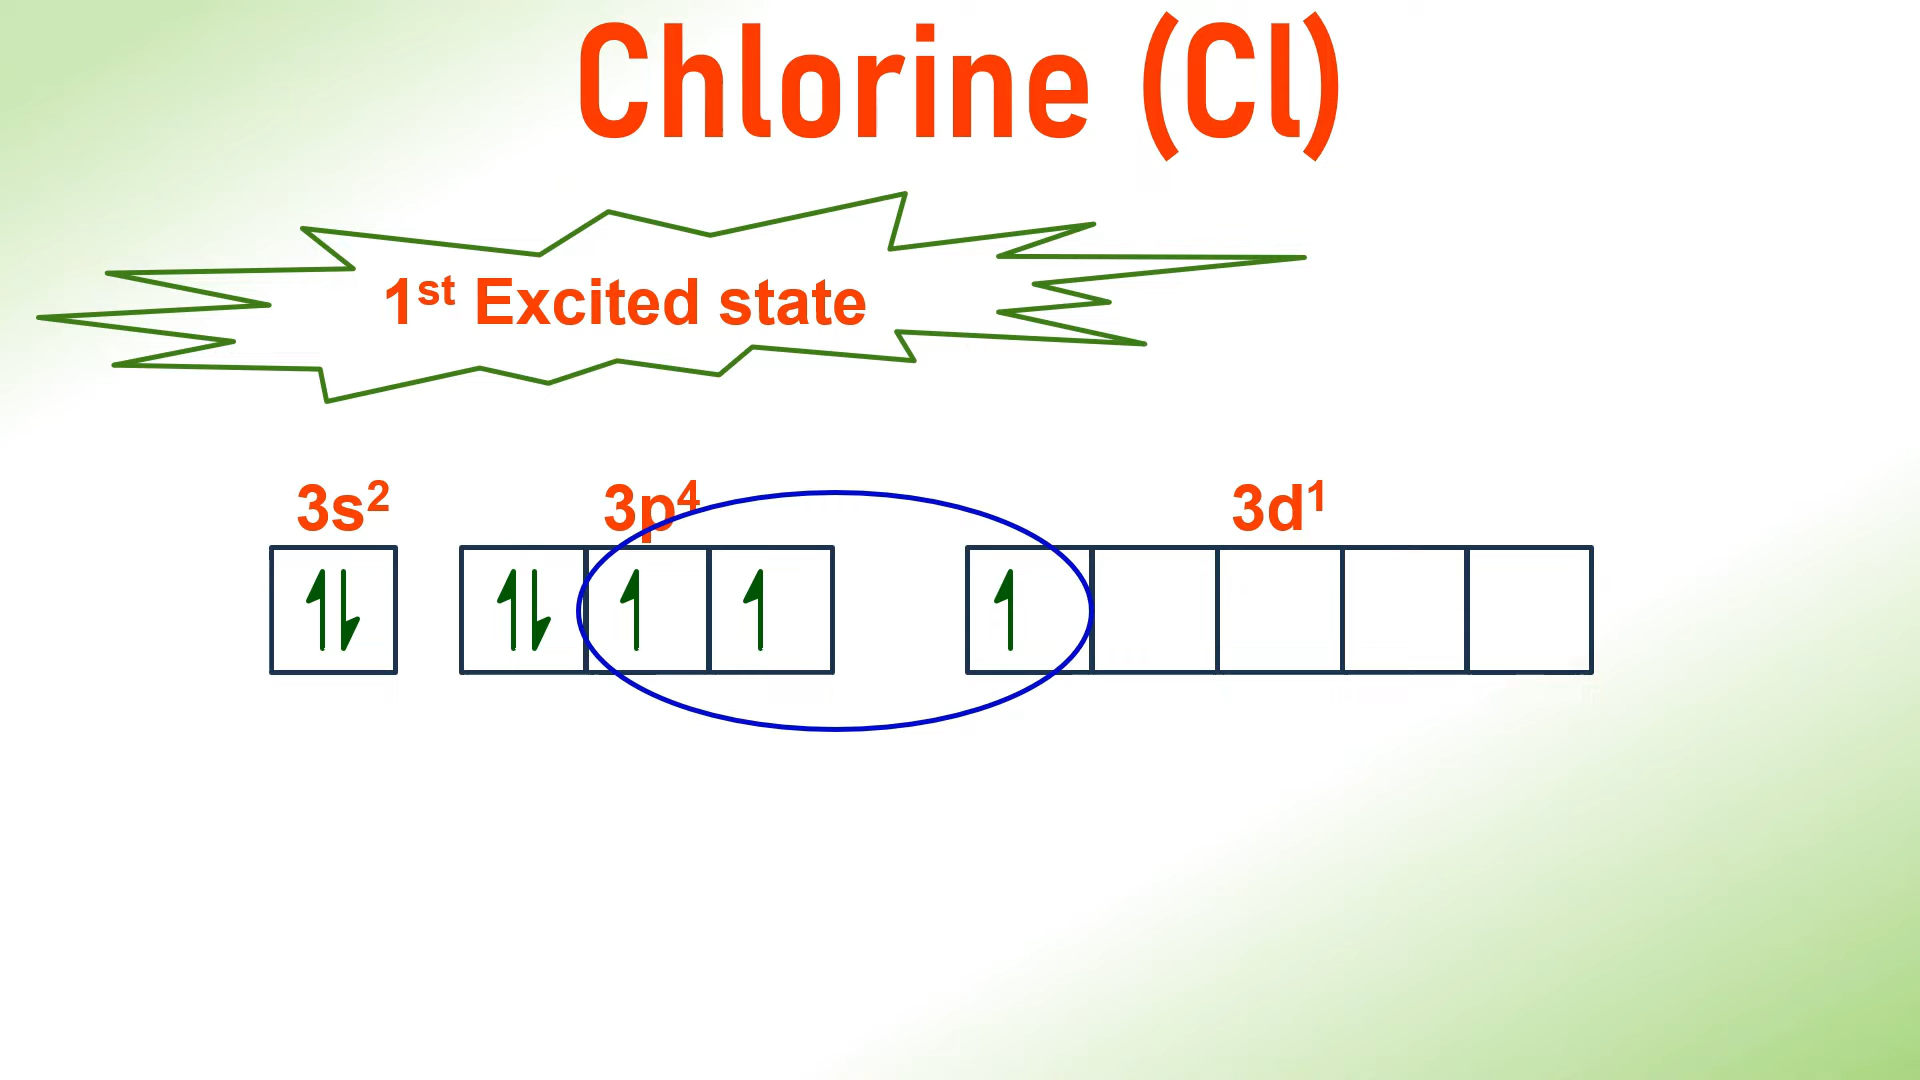 Chlorine (Cl)
1st Excited state
3s² 3p⁴ 3d¹